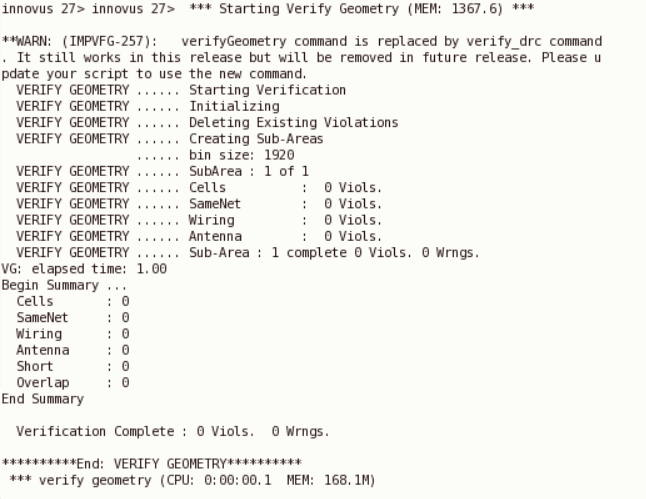 innovus 27> innovus 27>  *** Starting Verify Geometry (MEM: 1367.6) ***

**WARN: (IMPVFG-257):   verifyGeometry command is replaced by verify_drc command
. It still works in this release but will be removed in future release. Please u
pdate your script to use the new command.
  VERIFY GEOMETRY ...... Starting Verification
  VERIFY GEOMETRY ...... Initializing
  VERIFY GEOMETRY ...... Deleting Existing Violations
  VERIFY GEOMETRY ...... Creating Sub-Areas
                  ...... bin size: 1920
  VERIFY GEOMETRY ...... SubArea : 1 of 1
  VERIFY GEOMETRY ...... Cells          :  0 Viols.
  VERIFY GEOMETRY ...... SameNet        :  0 Viols.
  VERIFY GEOMETRY ...... Wiring         :  0 Viols.
  VERIFY GEOMETRY ...... Antenna        :  0 Viols.
  VERIFY GEOMETRY ...... Sub-Area : 1 complete 0 Viols. 0 Wrngs.
VG: elapsed time: 1.00
Begin Summary ...
  Cells       : 0
  SameNet     : 0
  Wiring      : 0
  Antenna     : 0
  Short       : 0
  Overlap     : 0
End Summary

  Verification Complete : 0 Viols.  0 Wrngs.

**********End: VERIFY GEOMETRY**********
 *** verify geometry (CPU: 0:00:00.1  MEM: 168.1M)